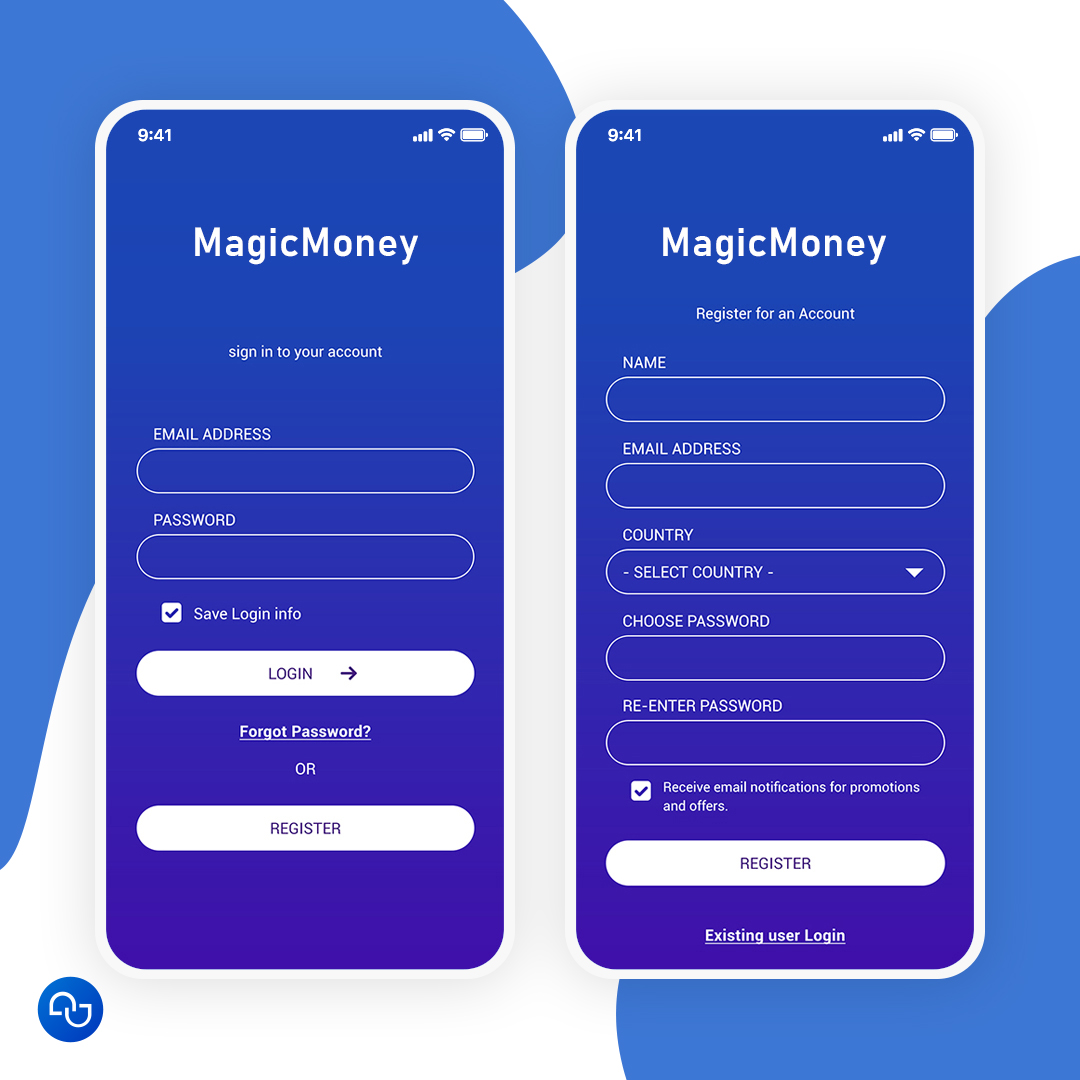 9:41
MagicMoney
sign in to your account
EMAIL ADDRESS
PASSWORD
Save Login info
LOGIN
Forgot Password?
OR
REGISTER
9:41
MagicMoney
Register for an Account
NAME
EMAIL ADDRESS
COUNTRY
- SELECT COUNTRY -
CHOOSE PASSWORD
RE-ENTER PASSWORD
Receive email notifications for promotions
and offers.
REGISTER
Existing user Login